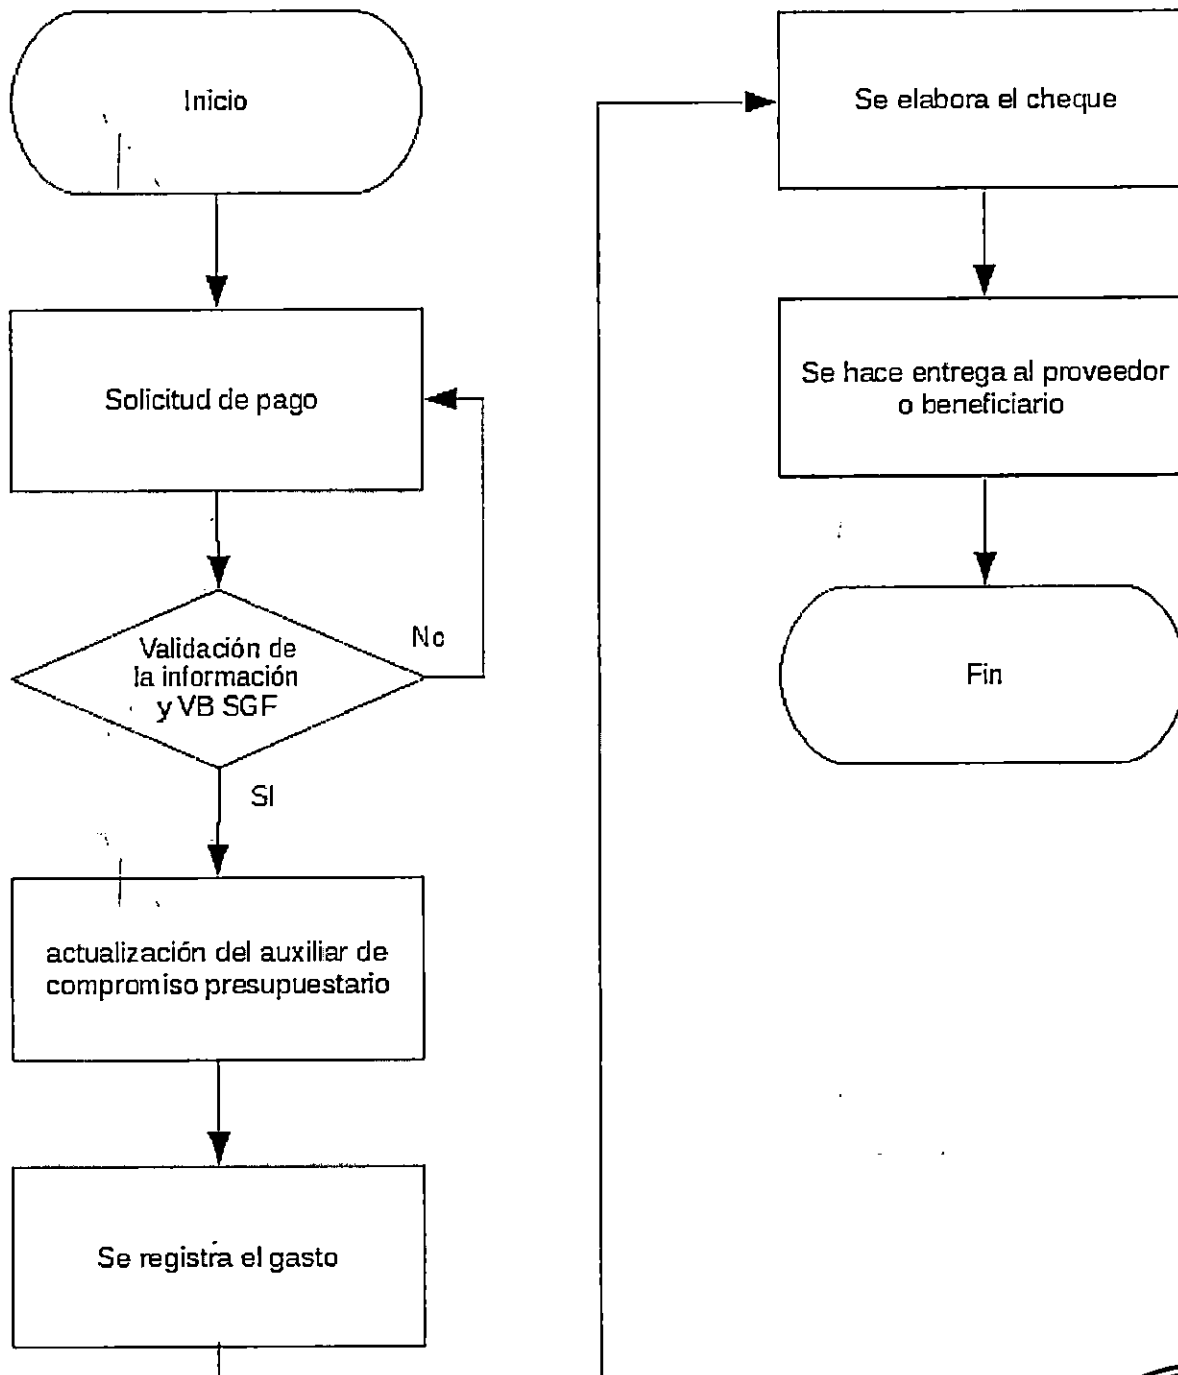 Inicio
Solicitud de pago
Validación de
la información
y VB SGF
No
SI
actualización del auxiliar de
compromiso presupuestario
Se registra el gasto
Se elabora el cheque
Se hace entrega al proveedor
o beneficiario
Fin